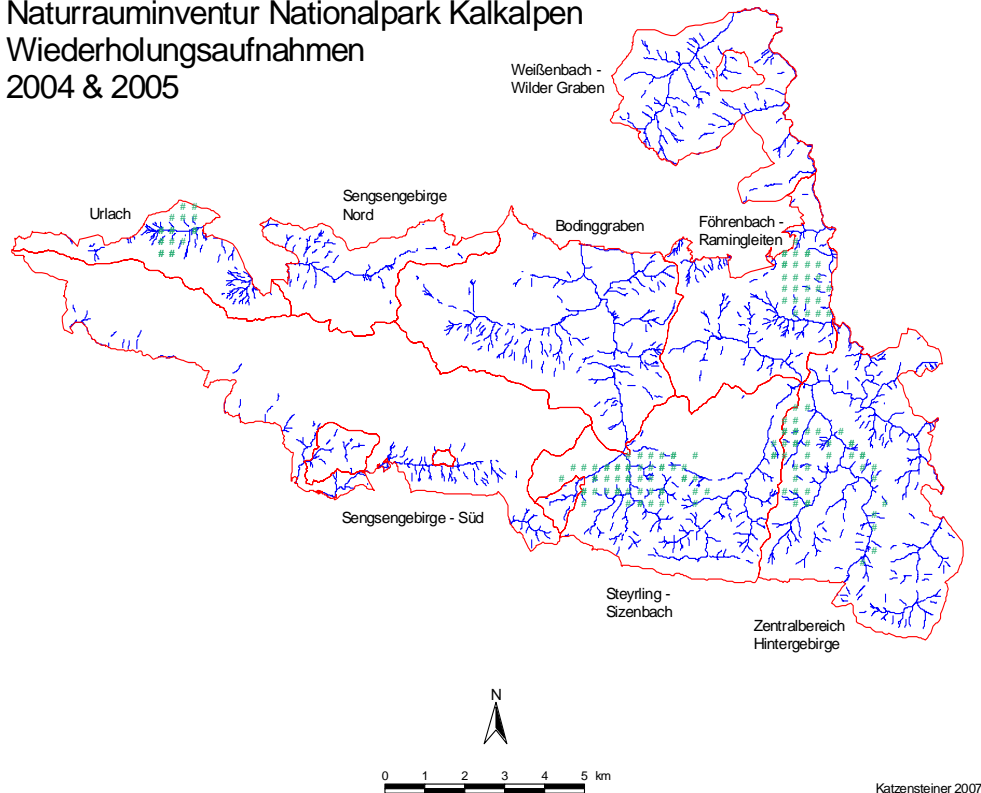 Naturrauminventur Nationalpark Kalkalpen
Wiederholungsaufnahmen
2004 & 2005
Weißenbach -
Wilder Graben
Urlach
Sengsengebirge
Nord
Bodinggraben
Föhrenbach -
Ramingleiten
Sengsengebirge - Süd
Steyrling -
Sizenbach
Zentralbereich
Hintergebirge
N
0 1 2 3 4 5 km
Katzensteiner 2007